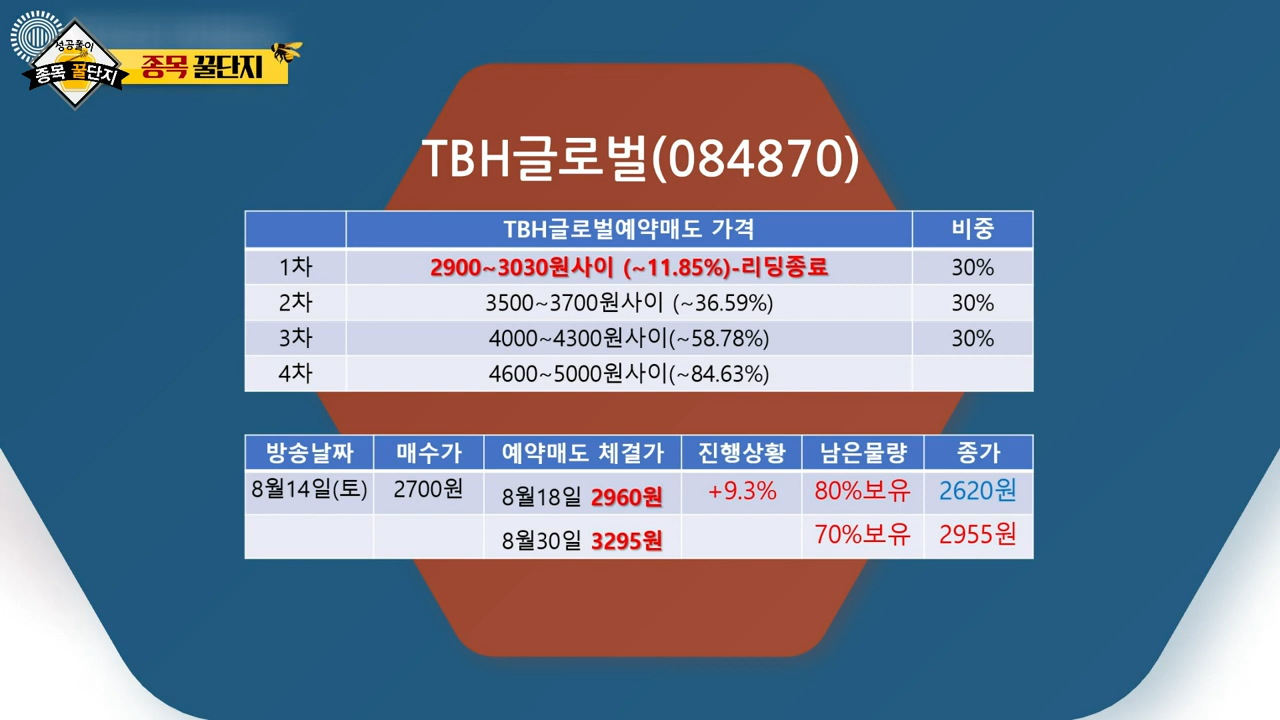 성공줄이
종목 꿀단지
종목 꿀단지
TBH글로벌(084870)
TBH글로벌예약매도 가격 비중
1차 2900~3030원사이 (~11.85%)-리딩종료 30%
2차 3500~3700원사이 (~36.59%) 30%
3차 4000~4300원사이(~58.78%) 30%
4차 4600~5000원사이(~84.63%)
방송날짜 매수가 예약매도 체결가 진행상황 남은물량 종가
8월14일(토) 2700원 8월18일 2960원 +9.3% 80%보유 2620원
8월30일 3295원 70%보유 2955원